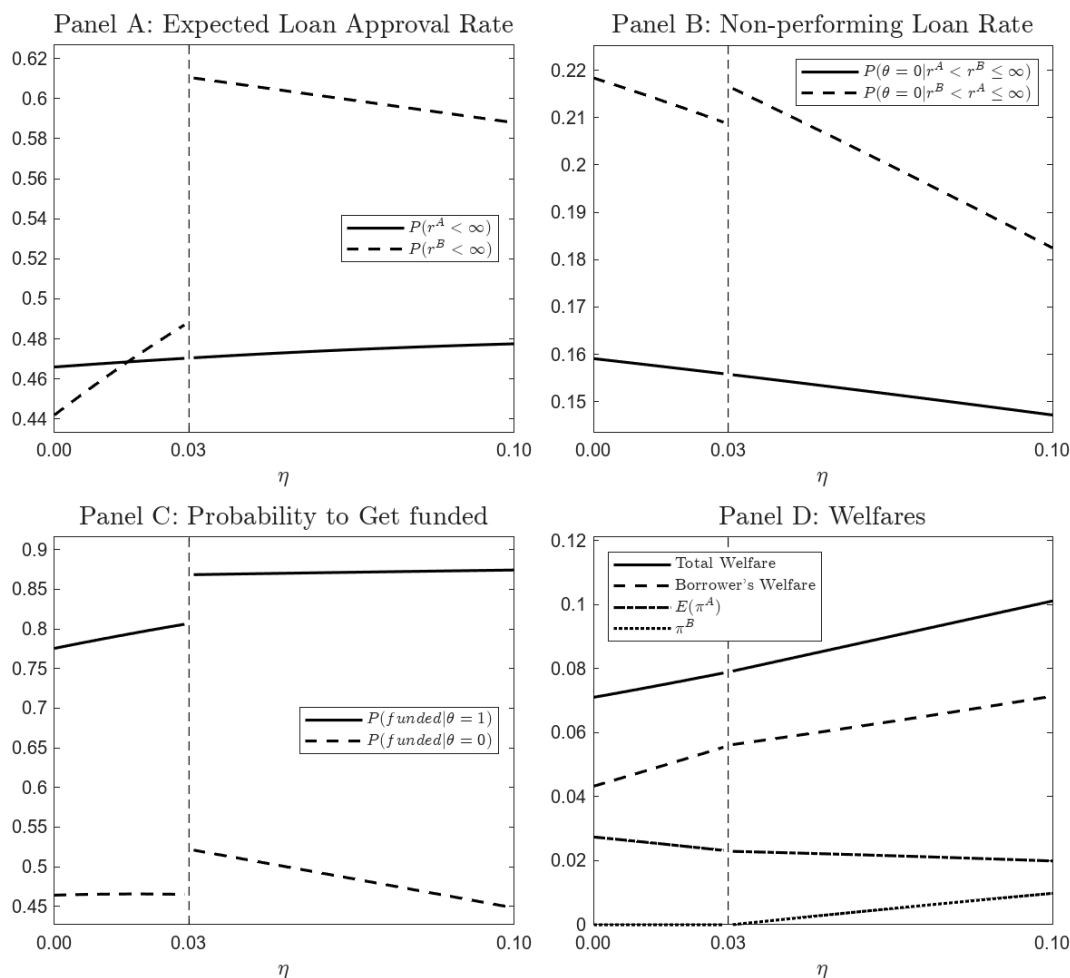 Panel A: Expected Loan Approval Rate
0.62
0.6
0.58
0.56
0.54
0.52
0.5
0.48
0.46
0.44
0.00
0.03
0.10
η
P(r^A < ∞)
P(r^B < ∞)
Panel B: Non-performing Loan Rate
0.22
0.21
0.2
0.19
0.18
0.17
0.16
0.15
0.00
0.03
0.10
η
P(θ = 0|r^A < r^B ≤ ∞)
P(θ = 0|r^B < r^A ≤ ∞)
Panel C: Probability to Get funded
0.9
0.85
0.8
0.75
0.7
0.65
0.6
0.55
0.5
0.45
0.00
0.03
0.10
η
P(funded|θ = 1)
P(funded|θ = 0)
Panel D: Welfares
0.12
0.1
0.08
0.06
0.04
0.02
0
0.00
0.03
0.10
η
Total Welfare
Borrower's Welfare
E(π^A)
π^B